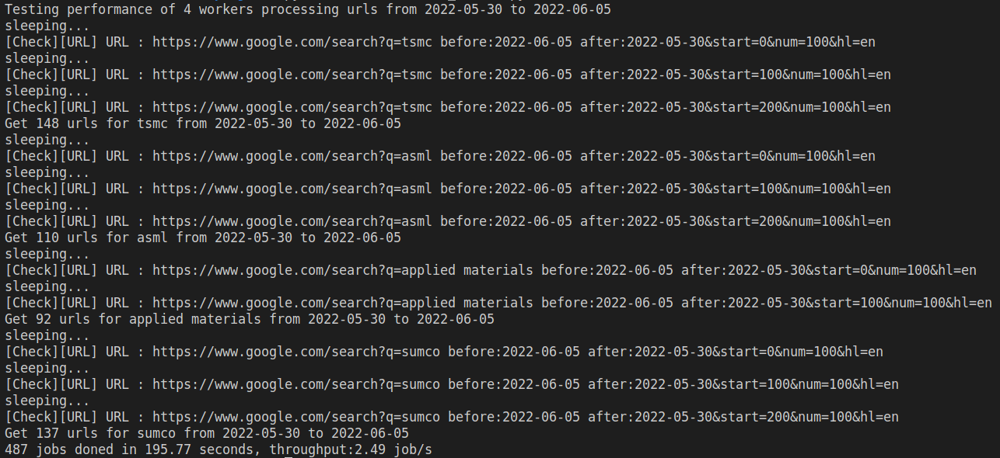 Testing performance of 4 workers processing urls from 2022-05-30 to 2022-06-05
sleeping...
[Check][URL] URL : https://www.google.com/search?q=tsmc before:2022-06-05 after:2022-05-30&start=0&num=100&hl=en
sleeping...
[Check][URL] URL : https://www.google.com/search?q=tsmc before:2022-06-05 after:2022-05-30&start=100&num=100&hl=en
sleeping...
[Check][URL] URL : https://www.google.com/search?q=tsmc before:2022-06-05 after:2022-05-30&start=200&num=100&hl=en
Get 148 urls for tsmc from 2022-05-30 to 2022-06-05
sleeping...
[Check][URL] URL : https://www.google.com/search?q=asml before:2022-06-05 after:2022-05-30&start=0&num=100&hl=en
sleeping...
[Check][URL] URL : https://www.google.com/search?q=asml before:2022-06-05 after:2022-05-30&start=100&num=100&hl=en
sleeping...
[Check][URL] URL : https://www.google.com/search?q=asml before:2022-06-05 after:2022-05-30&start=200&num=100&hl=en
Get 110 urls for asml from 2022-05-30 to 2022-06-05
sleeping...
[Check][URL] URL : https://www.google.com/search?q=applied materials before:2022-06-05 after:2022-05-30&start=0&num=100&hl=en
sleeping...
[Check][URL] URL : https://www.google.com/search?q=applied materials before:2022-06-05 after:2022-05-30&start=100&num=100&hl=en
Get 92 urls for applied materials from 2022-05-30 to 2022-06-05
sleeping...
[Check][URL] URL : https://www.google.com/search?q=sumco before:2022-06-05 after:2022-05-30&start=0&num=100&hl=en
sleeping...
[Check][URL] URL : https://www.google.com/search?q=sumco before:2022-06-05 after:2022-05-30&start=100&num=100&hl=en
sleeping...
[Check][URL] URL : https://www.google.com/search?q=sumco before:2022-06-05 after:2022-05-30&start=200&num=100&hl=en
Get 137 urls for sumco from 2022-05-30 to 2022-06-05
487 jobs doned in 195.77 seconds, throughput:2.49 job/s